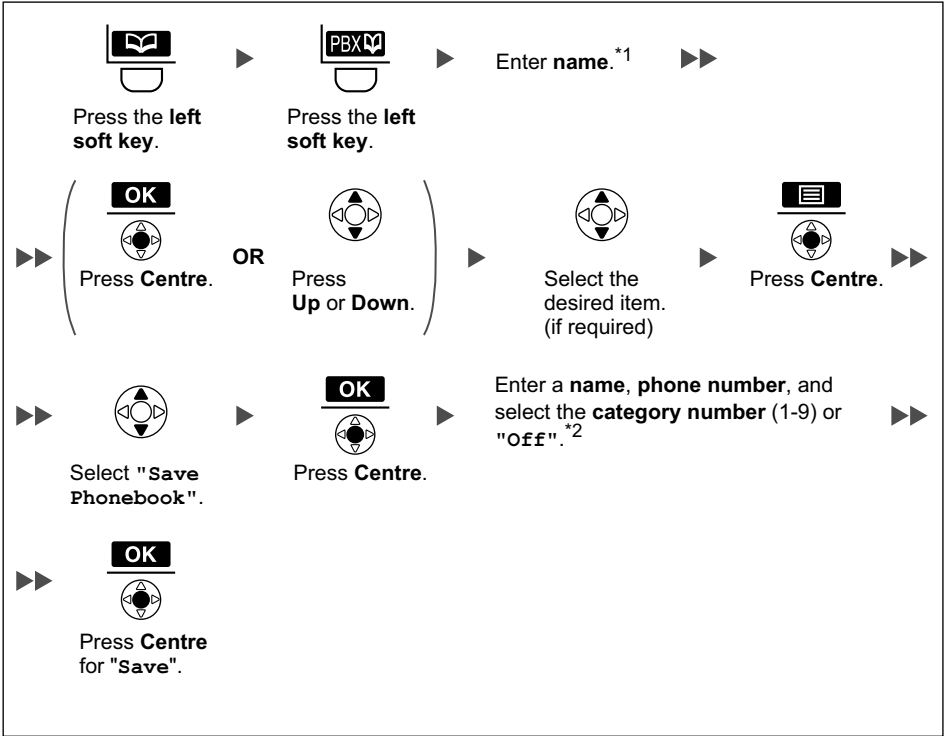 PBX
Enter name.*1
Press the left
soft key.
Press the left
soft key.
OK
Press Centre.
OR
Press
Up or Down.
Select the
desired item.
(if required)
Press Centre.
Select "Save
Phonebook".
OK
Press Centre.
Enter a name, phone number, and
select the category number (1-9) or
"Off".*2
OK
Press Centre
for "Save".